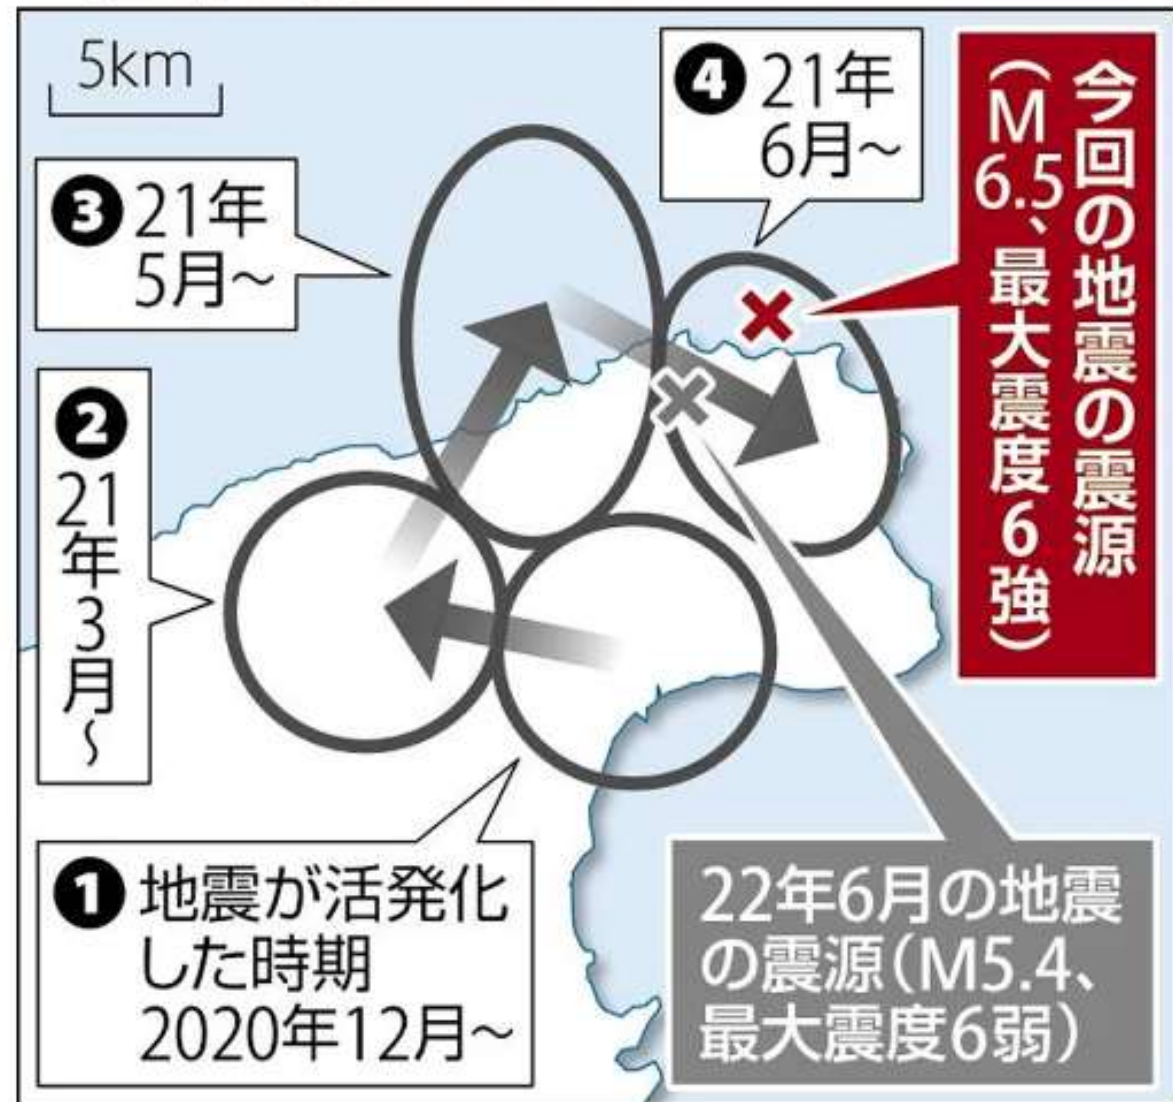 5km
❹ 21年
6月～
今回の地震の震源
（M6.5、最大震度6強）
❸ 21年
5月～
❷
21年3月～
❶ 地震が活発化
した時期
2020年12月～
22年6月の地震
の震源（M5.4、
最大震度6弱）